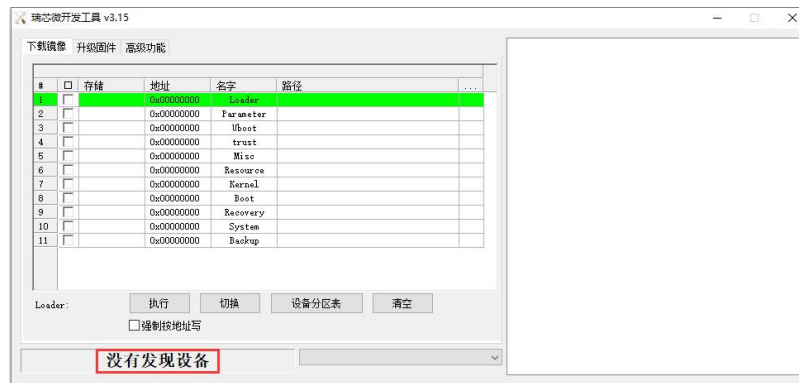 瑞芯微开发工具 v3.15
下载镜像 升级固件 高级功能
# 存储 地址 名字 路径 ...
1 0x00000000 Loader
2 0x00000000 Parameter
3 0x00000000 Uboot
4 0x00000000 trust
5 0x00000000 Misc
6 0x00000000 Resource
7 0x00000000 Kernel
8 0x00000000 Boot
9 0x00000000 Recovery
10 0x00000000 System
11 0x00000000 Backup
Loader: 执行 切换 设备分区表 清空
强制按地址写
没有发现设备